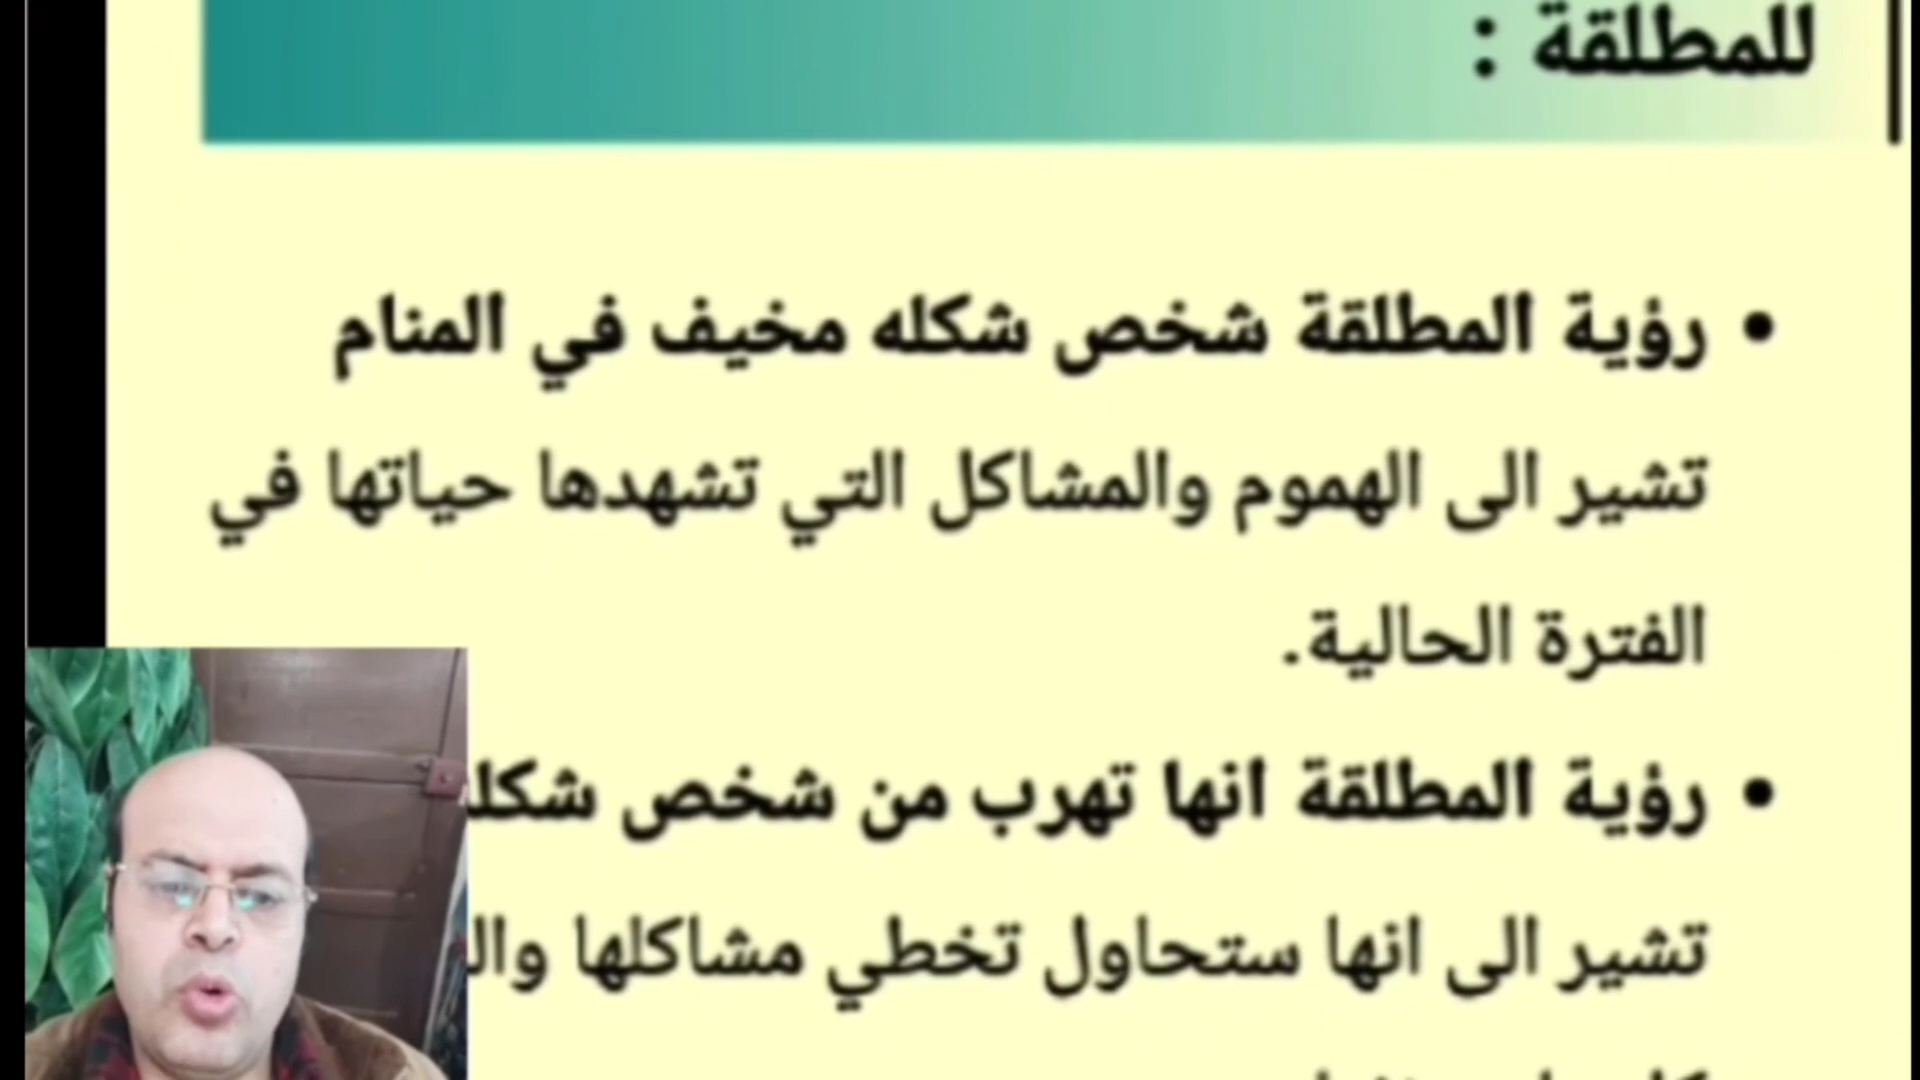 للمطلقة :
• رؤية المطلقة شخص شكله مخيف في المنام
تشير الى الهموم والمشاكل التي تشهدها حياتها في
الفترة الحالية.
• رؤية المطلقة انها تهرب من شخص
تشير الى انها ستحاول تخطي مشاكلها